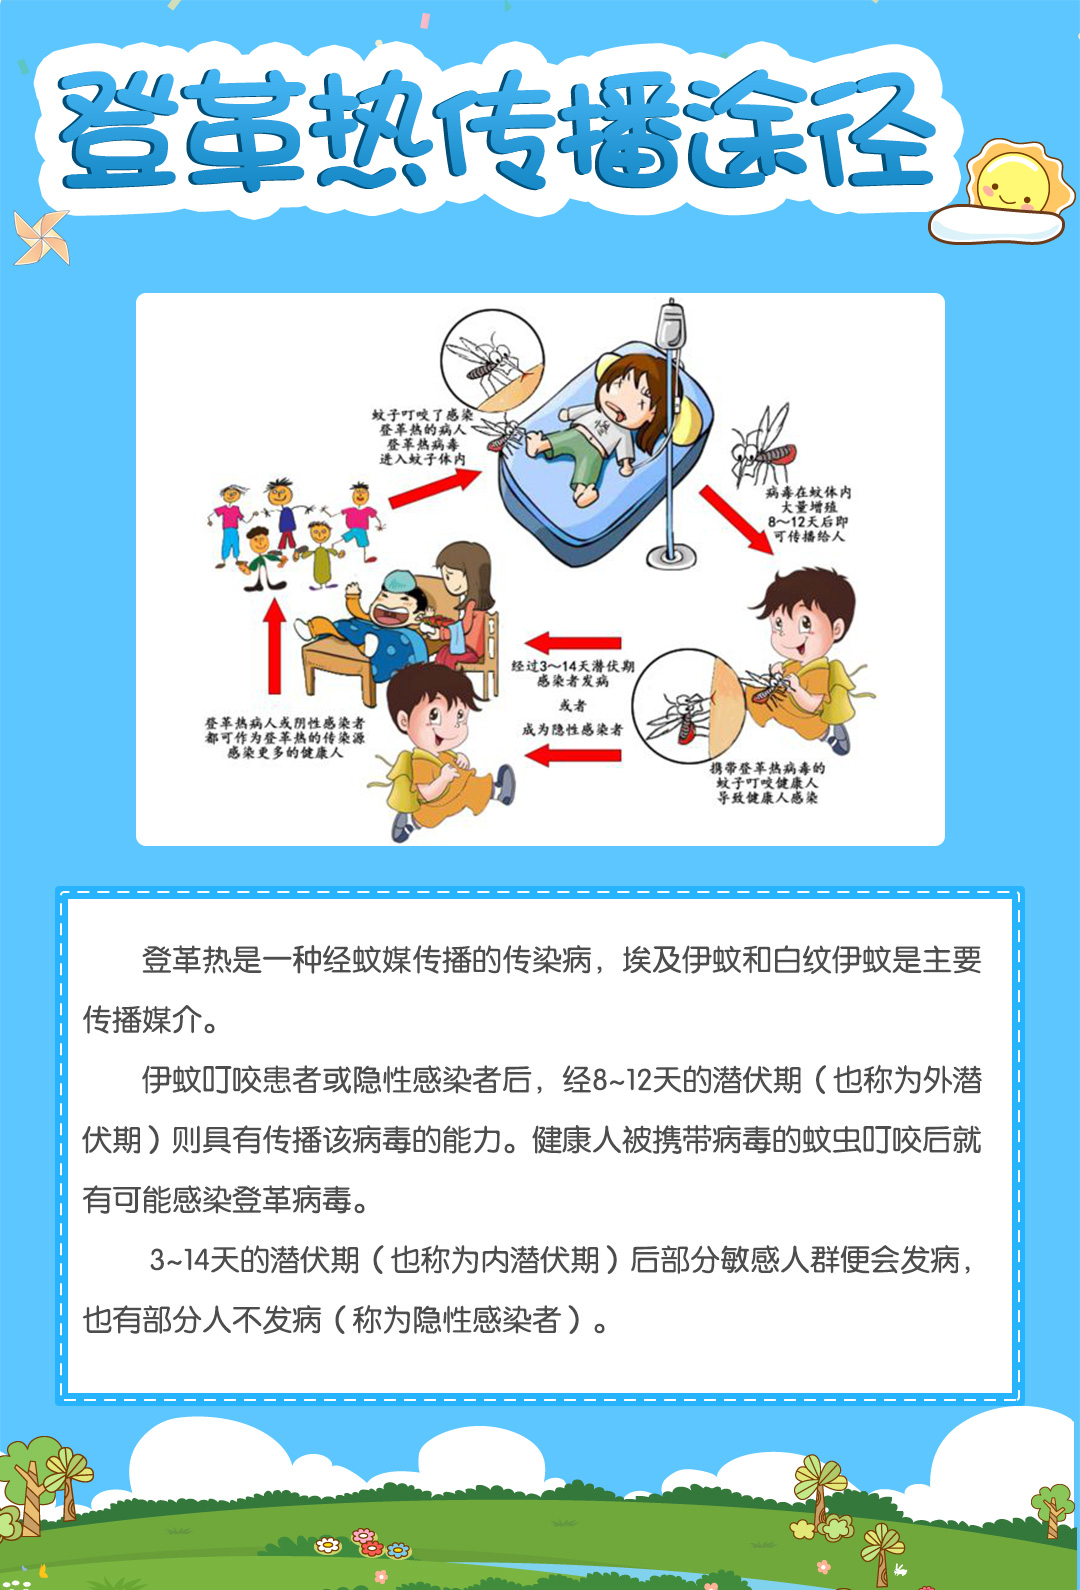 登革热传播途径
蚊子叮咬了感染
登革热的病人
登革热病毒
进入蚊子体内
病毒在蚊体内
大量增殖
8～12天后即
可传播给人
经过3～14天潜伏期
感染者发病
或者
成为隐性感染者
携带登革热病毒的
蚊子叮咬健康人
导致健康人感染
登革热病人或阴性感染者
都可作为登革热的传染源
感染更多的健康人
登革热是一种经蚊媒传播的传染病，埃及伊蚊和白纹伊蚊是主要
传播媒介。
伊蚊叮咬患者或隐性感染者后，经8~12天的潜伏期（也称为外潜
伏期）则具有传播该病毒的能力。健康人被携带病毒的蚊虫叮咬后就
有可能感染登革病毒。
3~14天的潜伏期（也称为内潜伏期）后部分敏感人群便会发病，
也有部分人不发病（称为隐性感染者）。